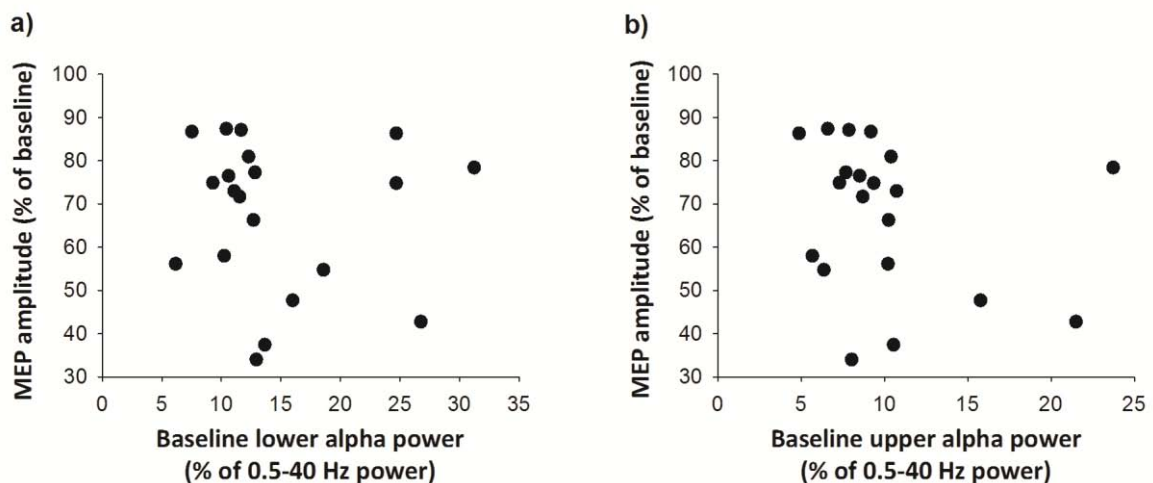 a)
MEP amplitude (% of baseline)
100
90
80
70
60
50
40
30
0 5 10 15 20 25 30 35
Baseline lower alpha power
(% of 0.5-40 Hz power)
b)
MEP amplitude (% of baseline)
100
90
80
70
60
50
40
30
0 5 10 15 20 25
Baseline upper alpha power
(% of 0.5-40 Hz power)